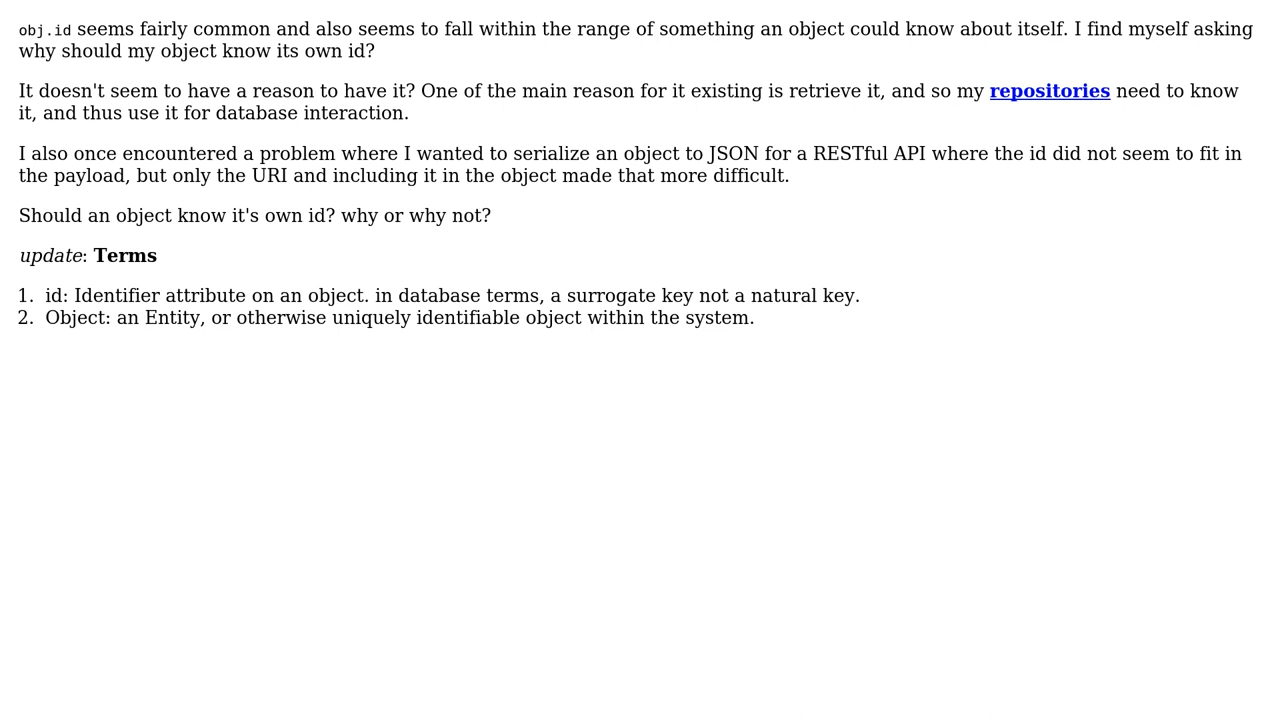 obj.id seems fairly common and also seems to fall within the range of something an object could know about itself. I find myself asking
why should my object know its own id?
It doesn't seem to have a reason to have it? One of the main reason for it existing is retrieve it, and so my repositories need to know
it, and thus use it for database interaction.
I also once encountered a problem where I wanted to serialize an object to JSON for a RESTful API where the id did not seem to fit in
the payload, but only the URI and including it in the object made that more difficult.
Should an object know it's own id? why or why not?
update: Terms
1. id: Identifier attribute on an object. in database terms, a surrogate key not a natural key.
2. Object: an Entity, or otherwise uniquely identifiable object within the system.